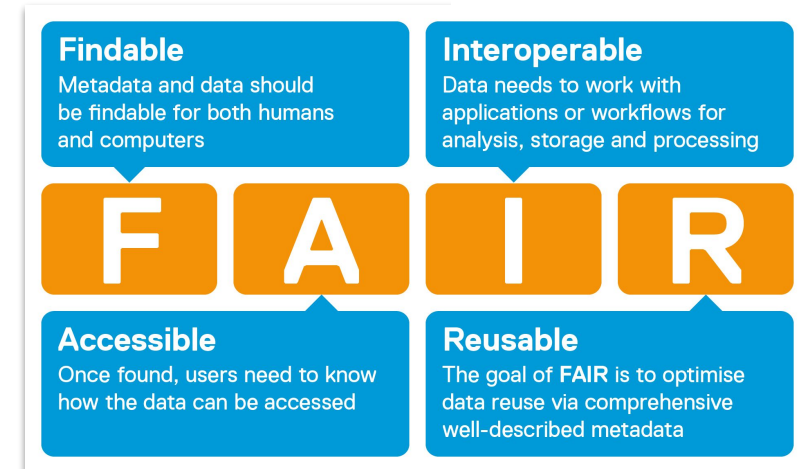 Findable
Metadata and data should
be findable for both humans
and computers
Interoperable
Data needs to work with
applications or workflows for
analysis, storage and processing
F A I R
Accessible
Once found, users need to know
how the data can be accessed
Reusable
The goal of FAIR is to optimise
data reuse via comprehensive
well-described metadata